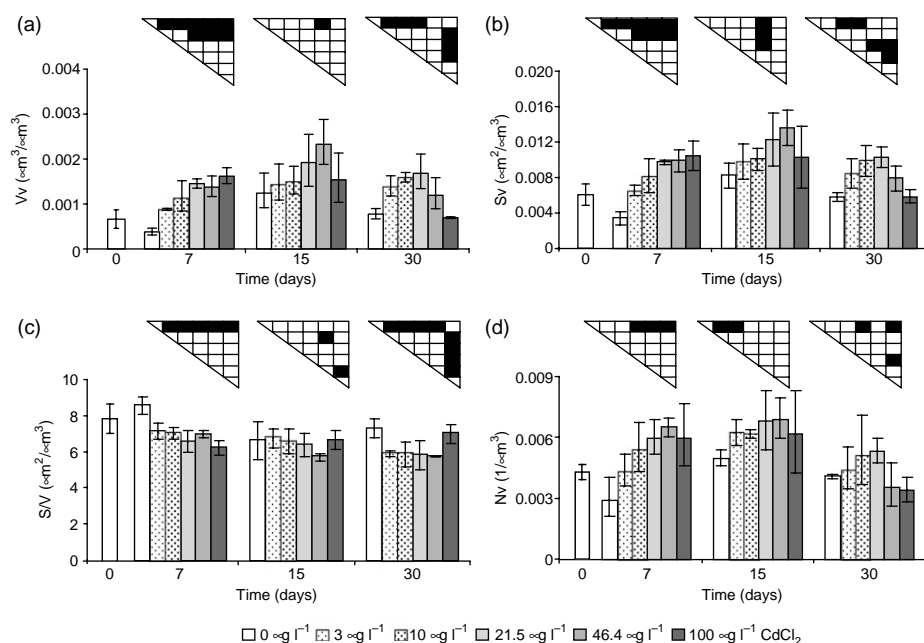 (a)
0.004
0.003
0.002
0.001
0
Vv (∝m³/∝m³)
0 7 15 30
Time (days)
(b)
0.020
0.016
0.012
0.008
0.004
0
Sv (∝m²/∝m³)
0 7 15 30
Time (days)
(c)
10
8
6
4
2
0
S/V (∝m²/∝m³)
0 7 15 30
Time (days)
(d)
0.009
0.006
0.003
0
Nv (1/∝m³)
0 7 15 30
Time (days)
0 ∝g l⁻¹ 3 ∝g l⁻¹ 10 ∝g l⁻¹ 21.5 ∝g l⁻¹ 46.4 ∝g l⁻¹ 100 ∝g l⁻¹ CdCl₂